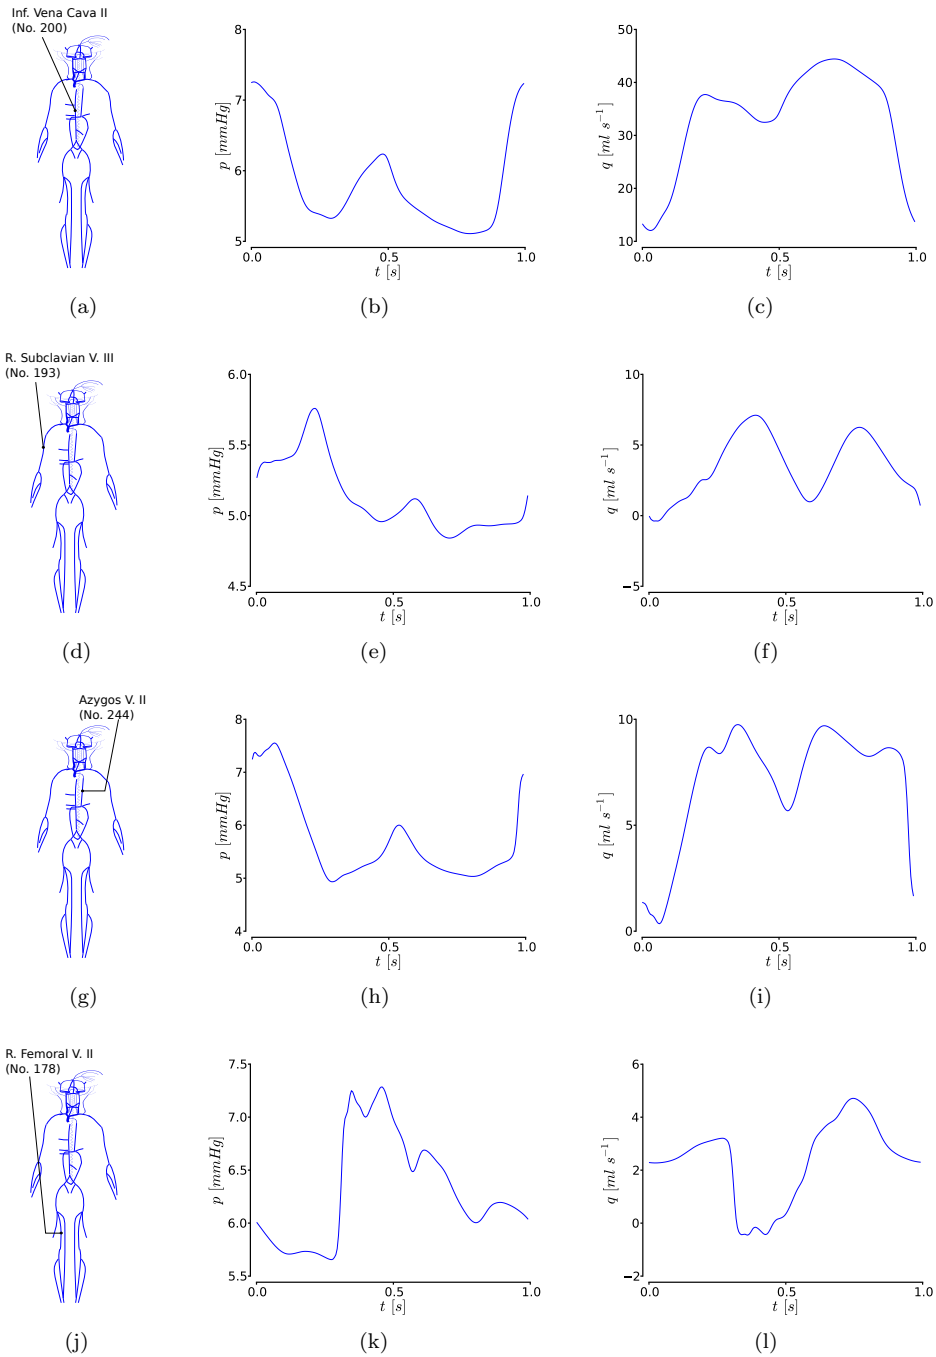 Inf. Vena Cava II
(No. 200)
8
7
6
5
p [mmHg]
0.0 0.5 1.0
t [s]
50
40
30
20
10
q [ml s⁻¹]
0.0 0.5 1.0
t [s]
(a) (b) (c)
R. Subclavian V. III
(No. 193)
6.0
5.5
5.0
4.5
p [mmHg]
0.0 0.5 1.0
t [s]
10
5
0
−5
q [ml s⁻¹]
0.0 0.5 1.0
t [s]
(d) (e) (f)
Azygos V. II
(No. 244)
8
7
6
5
4
p [mmHg]
0.0 0.5 1.0
t [s]
10
5
0
q [ml s⁻¹]
0.0 0.5 1.0
t [s]
(g) (h) (i)
R. Femoral V. II
(No. 178)
7.5
7.0
6.5
6.0
5.5
p [mmHg]
0.0 0.5 1.0
t [s]
6
4
2
0
−2
q [ml s⁻¹]
0.0 0.5 1.0
t [s]
(j) (k) (l)